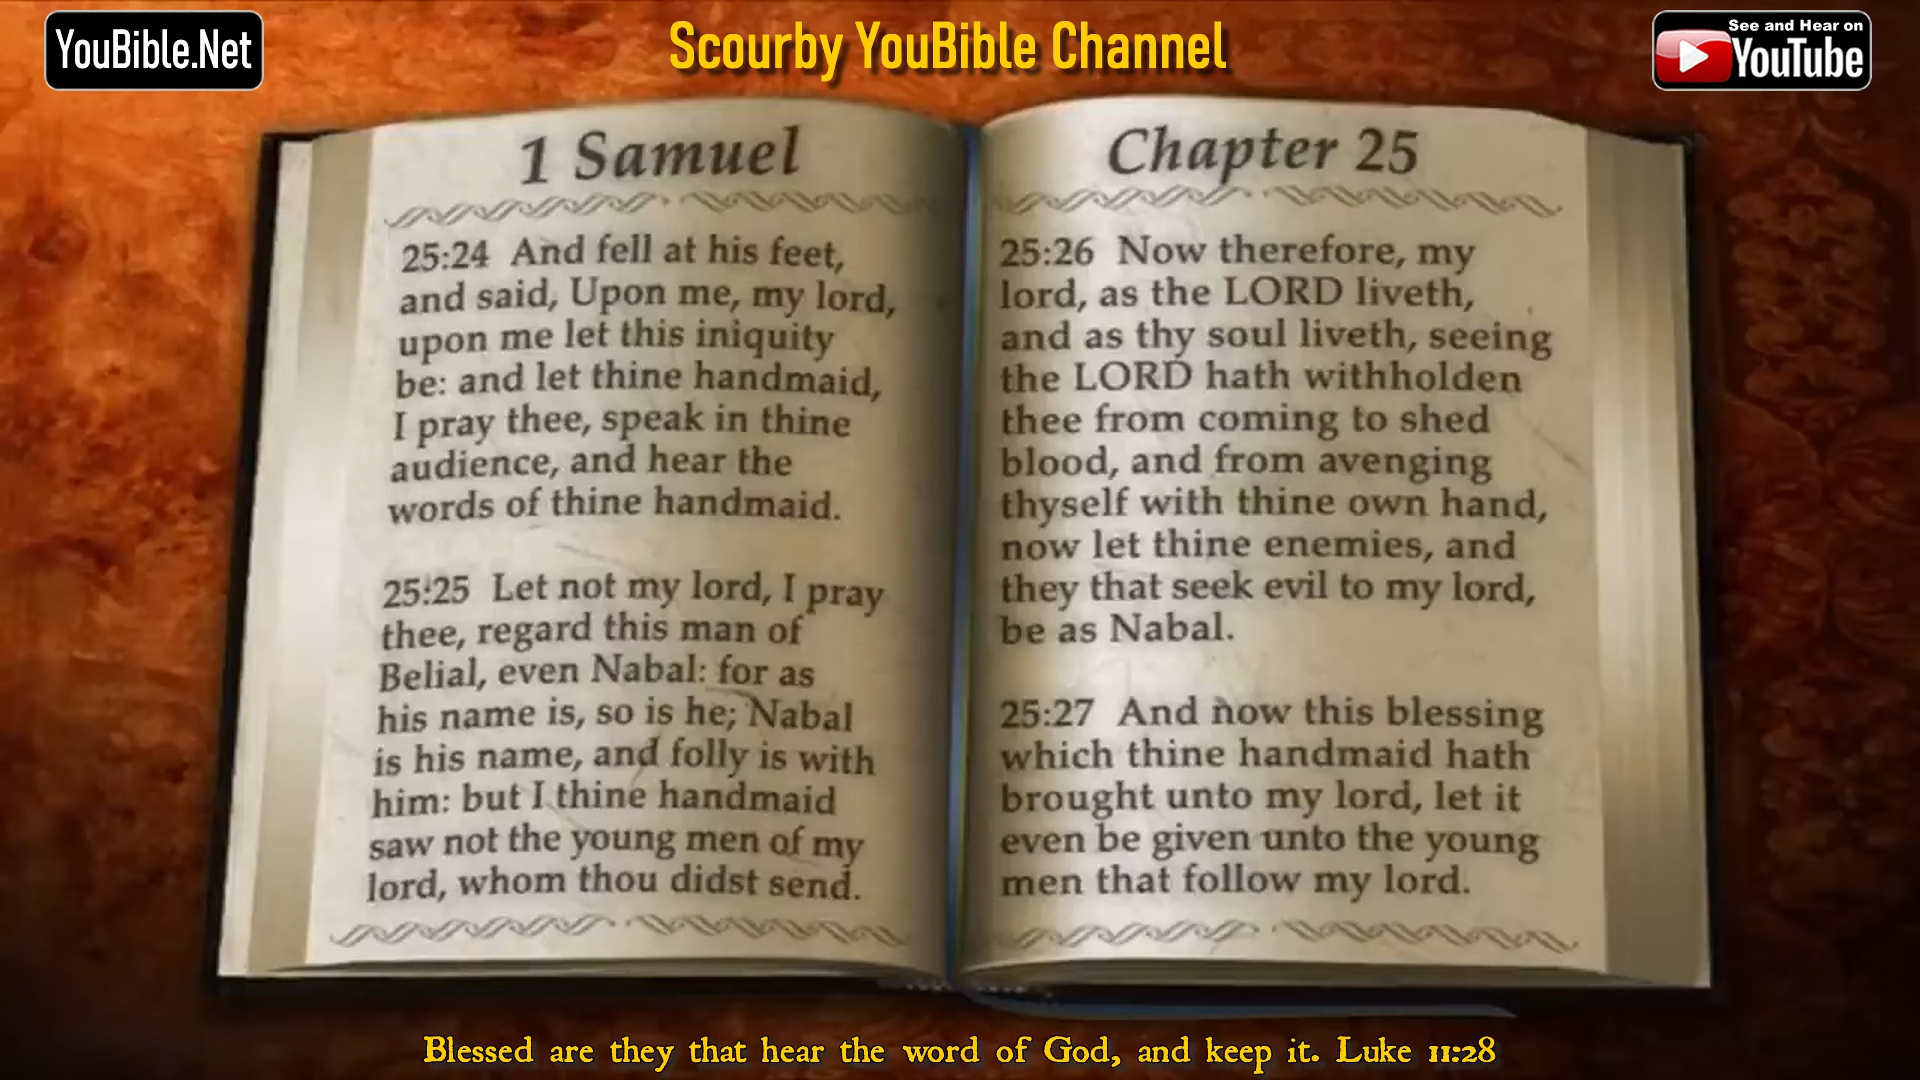 YouBible.Net
Scourby YouBible Channel
See and Hear on
YouTube
1 Samuel
25:24 And fell at his feet,
and said, Upon me, my lord,
upon me let this iniquity
be: and let thine handmaid,
I pray thee, speak in thine
audience, and hear the
words of thine handmaid.
25:25 Let not my lord, I pray
thee, regard this man of
Belial, even Nabal: for as
his name is, so is he; Nabal
is his name, and folly is with
him: but I thine handmaid
saw not the young men of my
lord, whom thou didst send.
Chapter 25
25:26 Now therefore, my
lord, as the LORD liveth,
and as thy soul liveth, seeing
the LORD hath withholden
thee from coming to shed
blood, and from avenging
thyself with thine own hand,
now let thine enemies, and
they that seek evil to my lord,
be as Nabal.
25:27 And now this blessing
which thine handmaid hath
brought unto my lord, let it
even be given unto the young
men that follow my lord.
Blessed are they that hear the word of God, and keep it. Luke 11:28